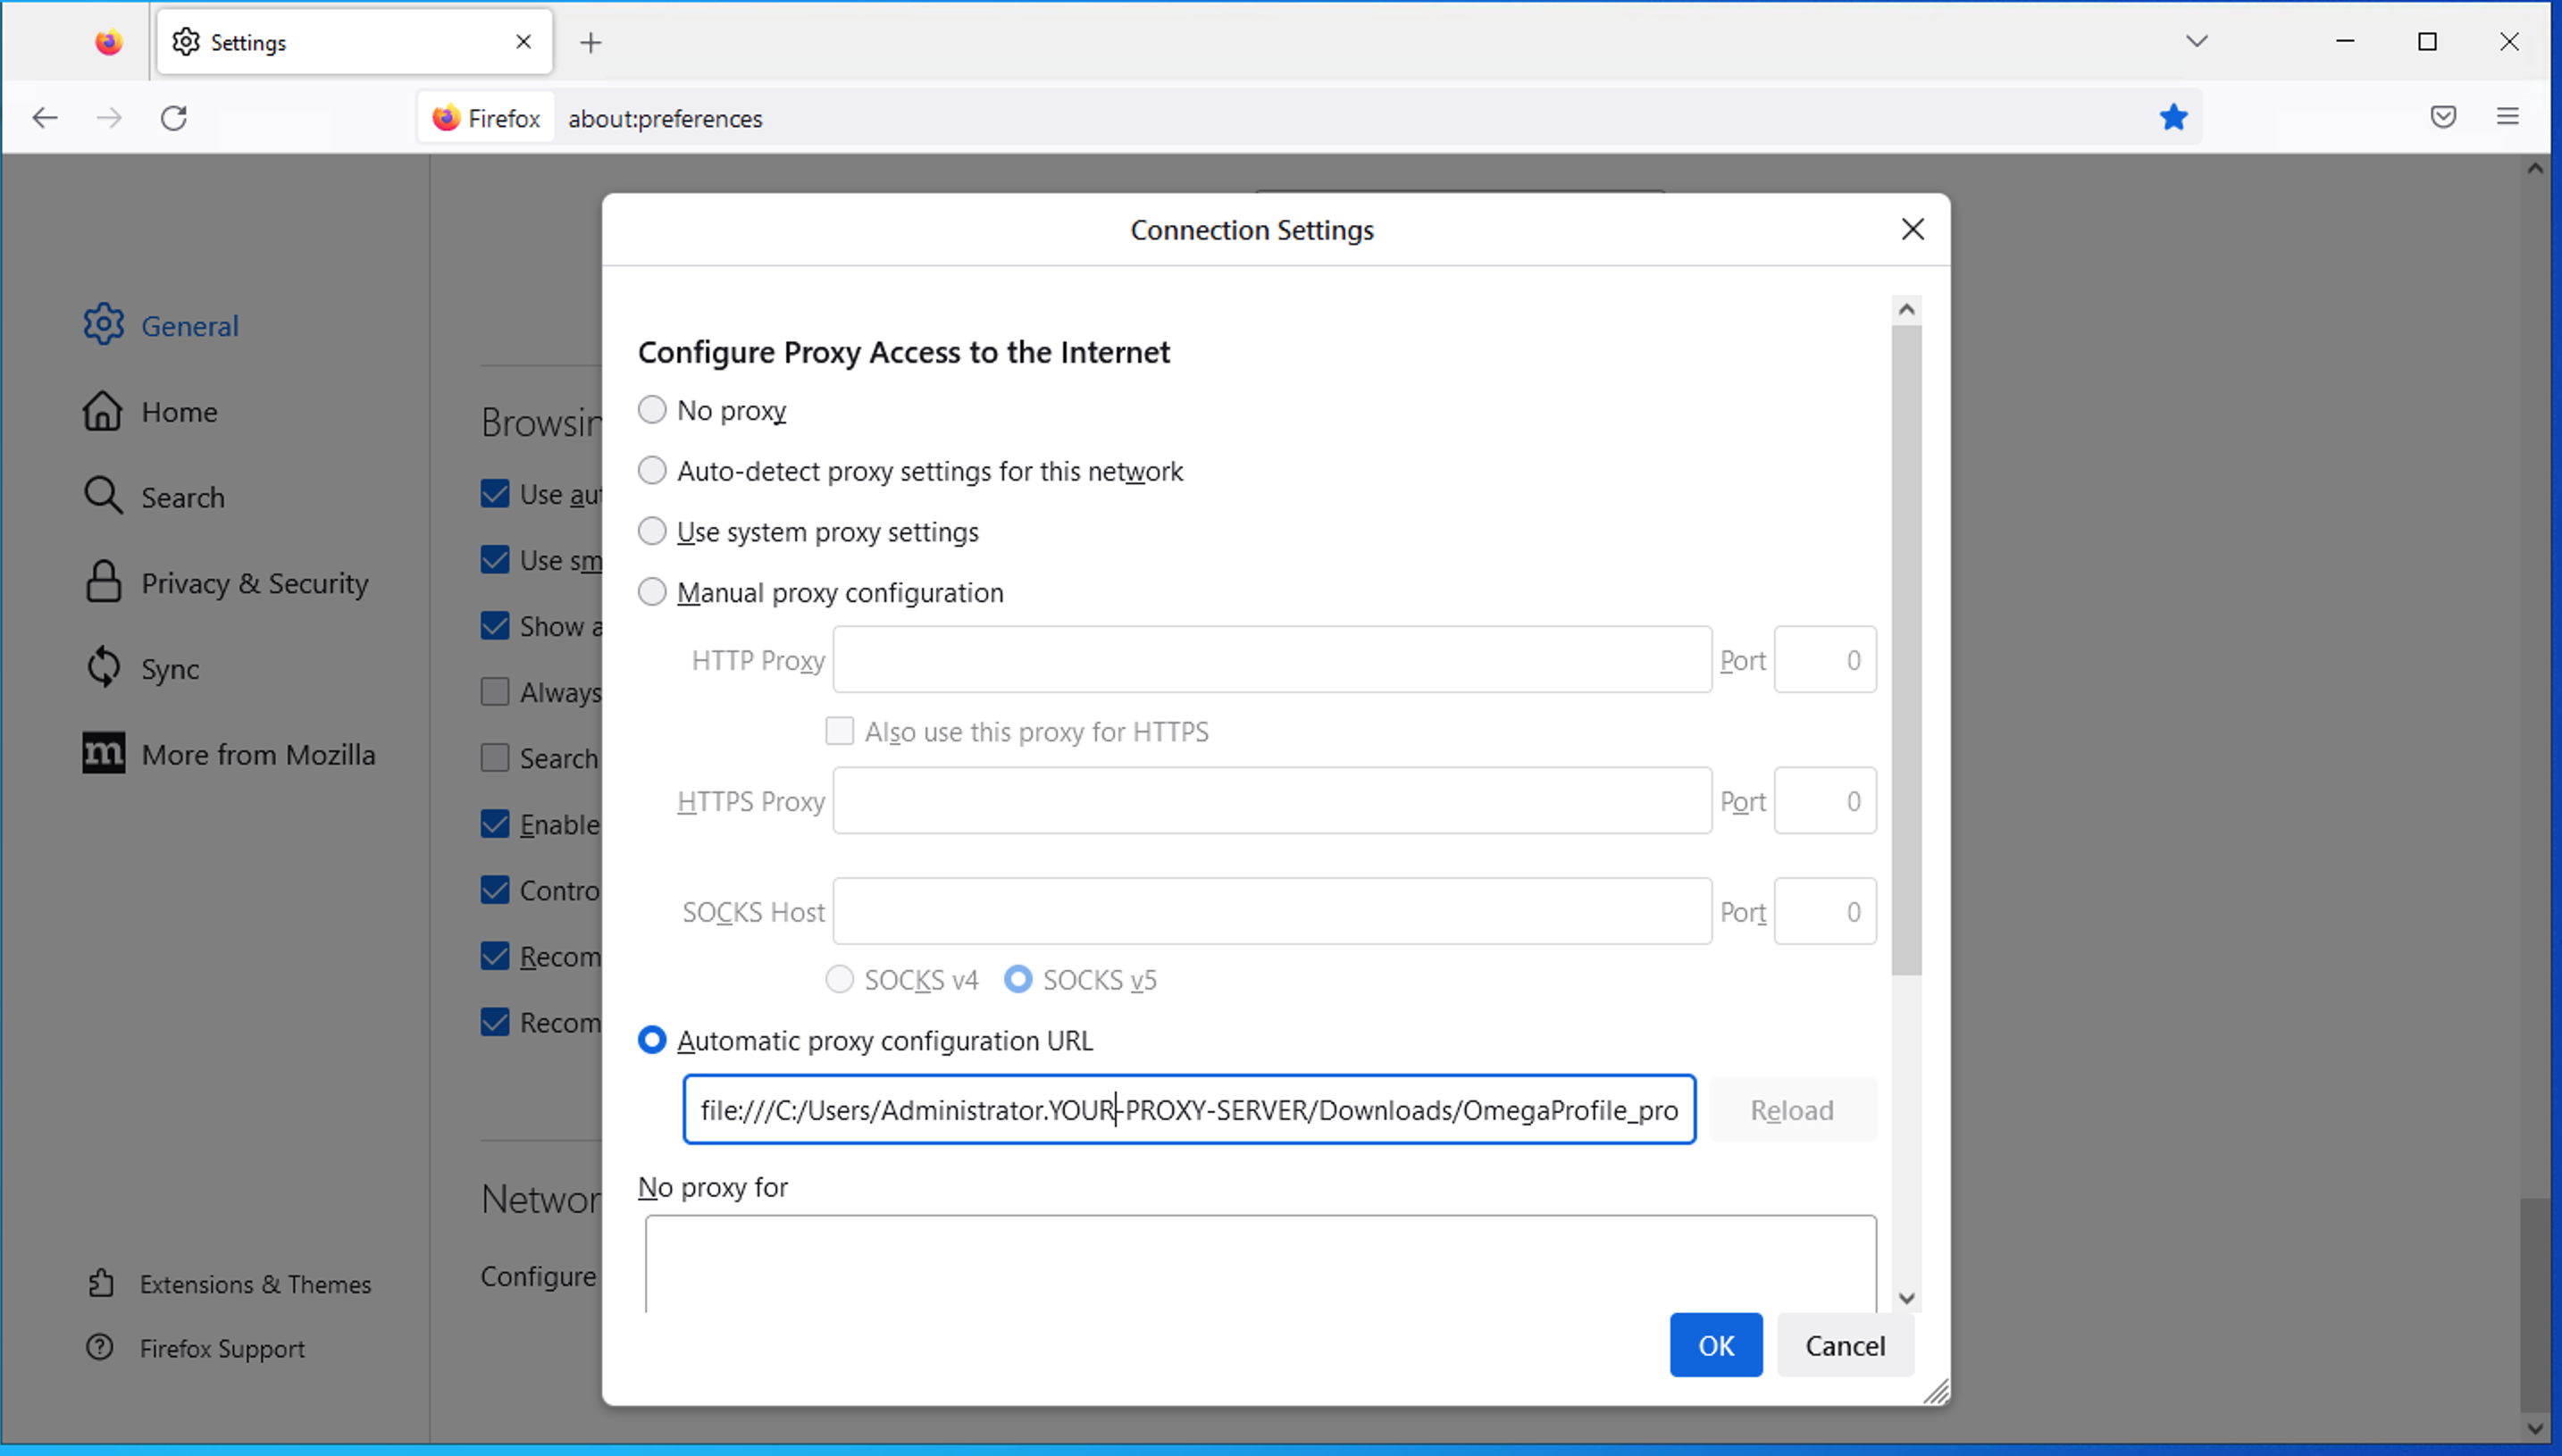 Settings
Firefox about:preferences
Connection Settings
General
Home
Search
Privacy & Security
Sync
More from Mozilla
Extensions & Themes
Firefox Support
Browsin
Use aut
Use sm
Show a
Always
Search
Enable
Contro
Recom
Recom
Networ
Configure
Configure Proxy Access to the Internet
No proxy
Auto-detect proxy settings for this network
Use system proxy settings
Manual proxy configuration
HTTP Proxy Port 0
Also use this proxy for HTTPS
HTTPS Proxy Port 0
SOCKS Host Port 0
SOCKS v4 SOCKS v5
Automatic proxy configuration URL
file:///C:/Users/Administrator.YOUR-PROXY-SERVER/Downloads/OmegaProfile_pro Reload
No proxy for
OK Cancel